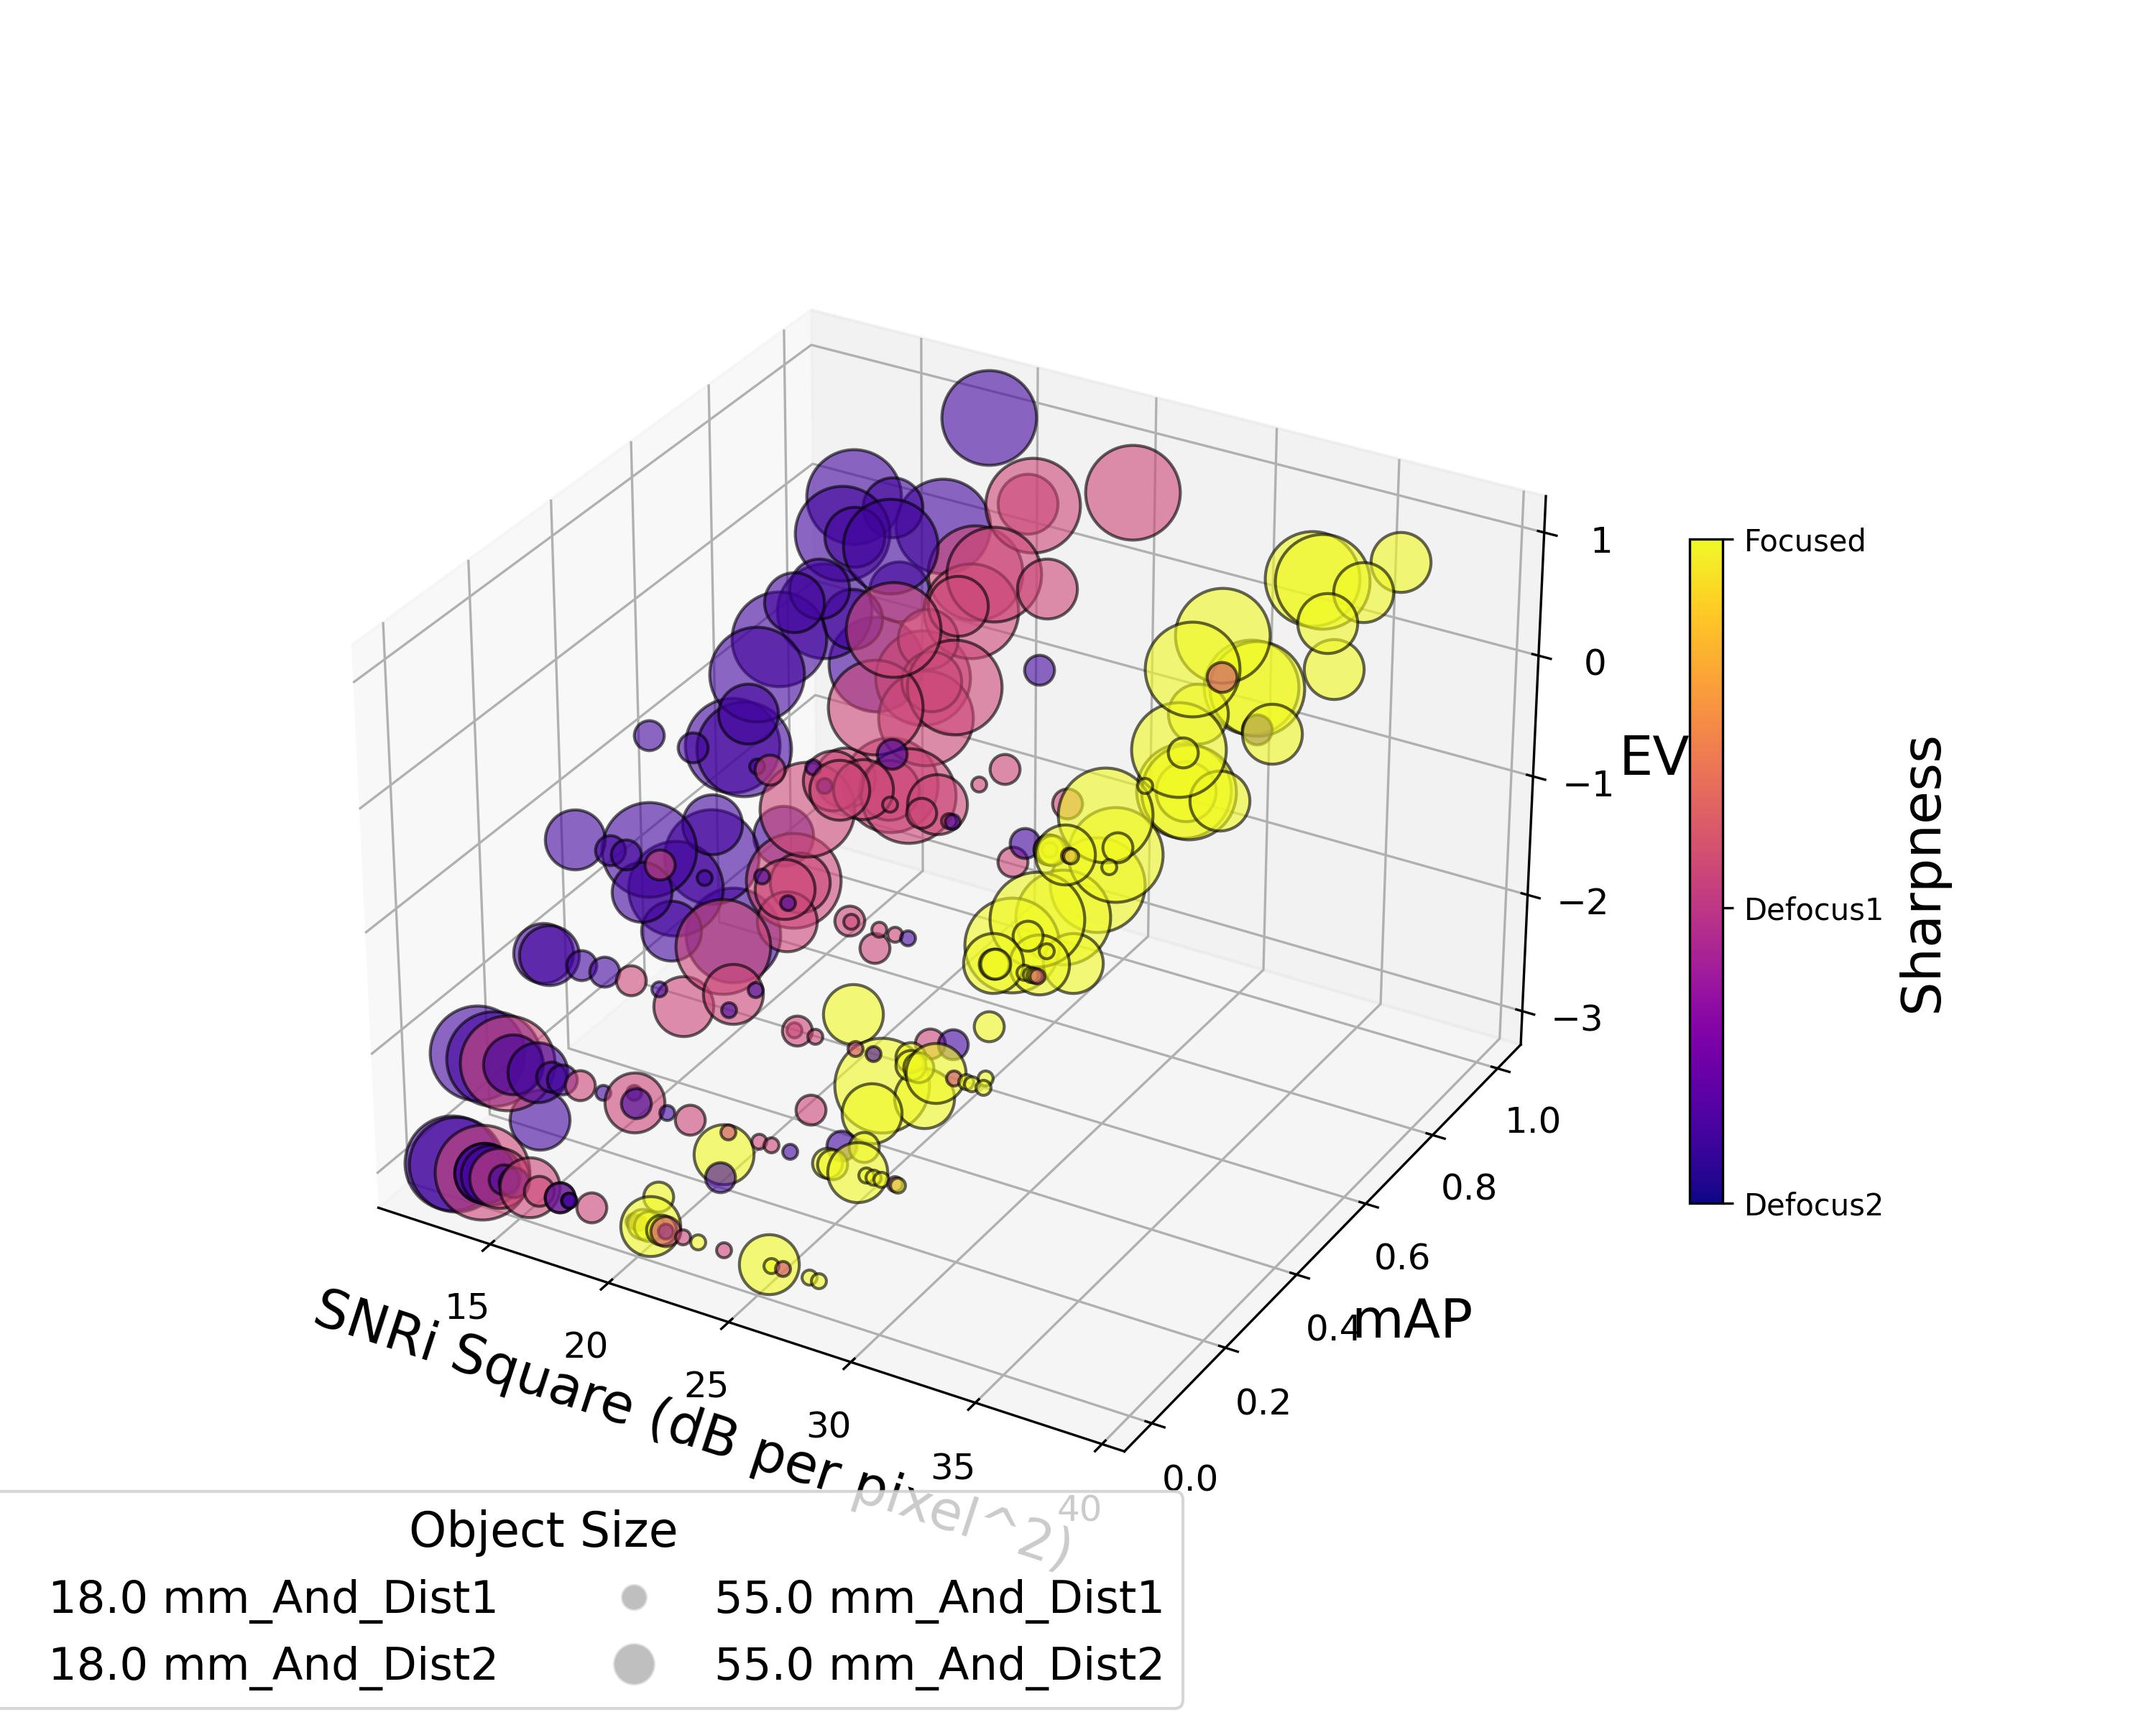 1
0
−1
−2
−3
EV
1.0
0.8
0.6
0.4
0.2
0.0
mAP
15
20
25
30
35
40
SNRi Square (dB per pixel^2)
Focused
Defocus1
Defocus2
Sharpness
Object Size
18.0 mm_And_Dist1
55.0 mm_And_Dist1
18.0 mm_And_Dist2
55.0 mm_And_Dist2